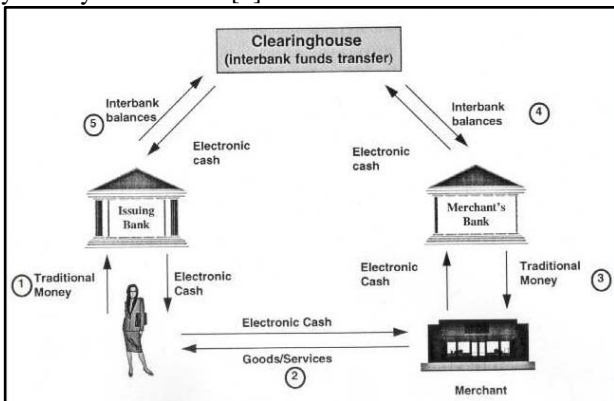 Clearinghouse
(interbank funds transfer)
Interbank
balances
5
Electronic
cash
Interbank
balances
4
Electronic
cash
Issuing
Bank
Merchant's
Bank
1 Traditional
Money
Electronic
Cash
Electronic
Cash
Traditional
Money
3
Electronic Cash
Goods/Services
2
Merchant